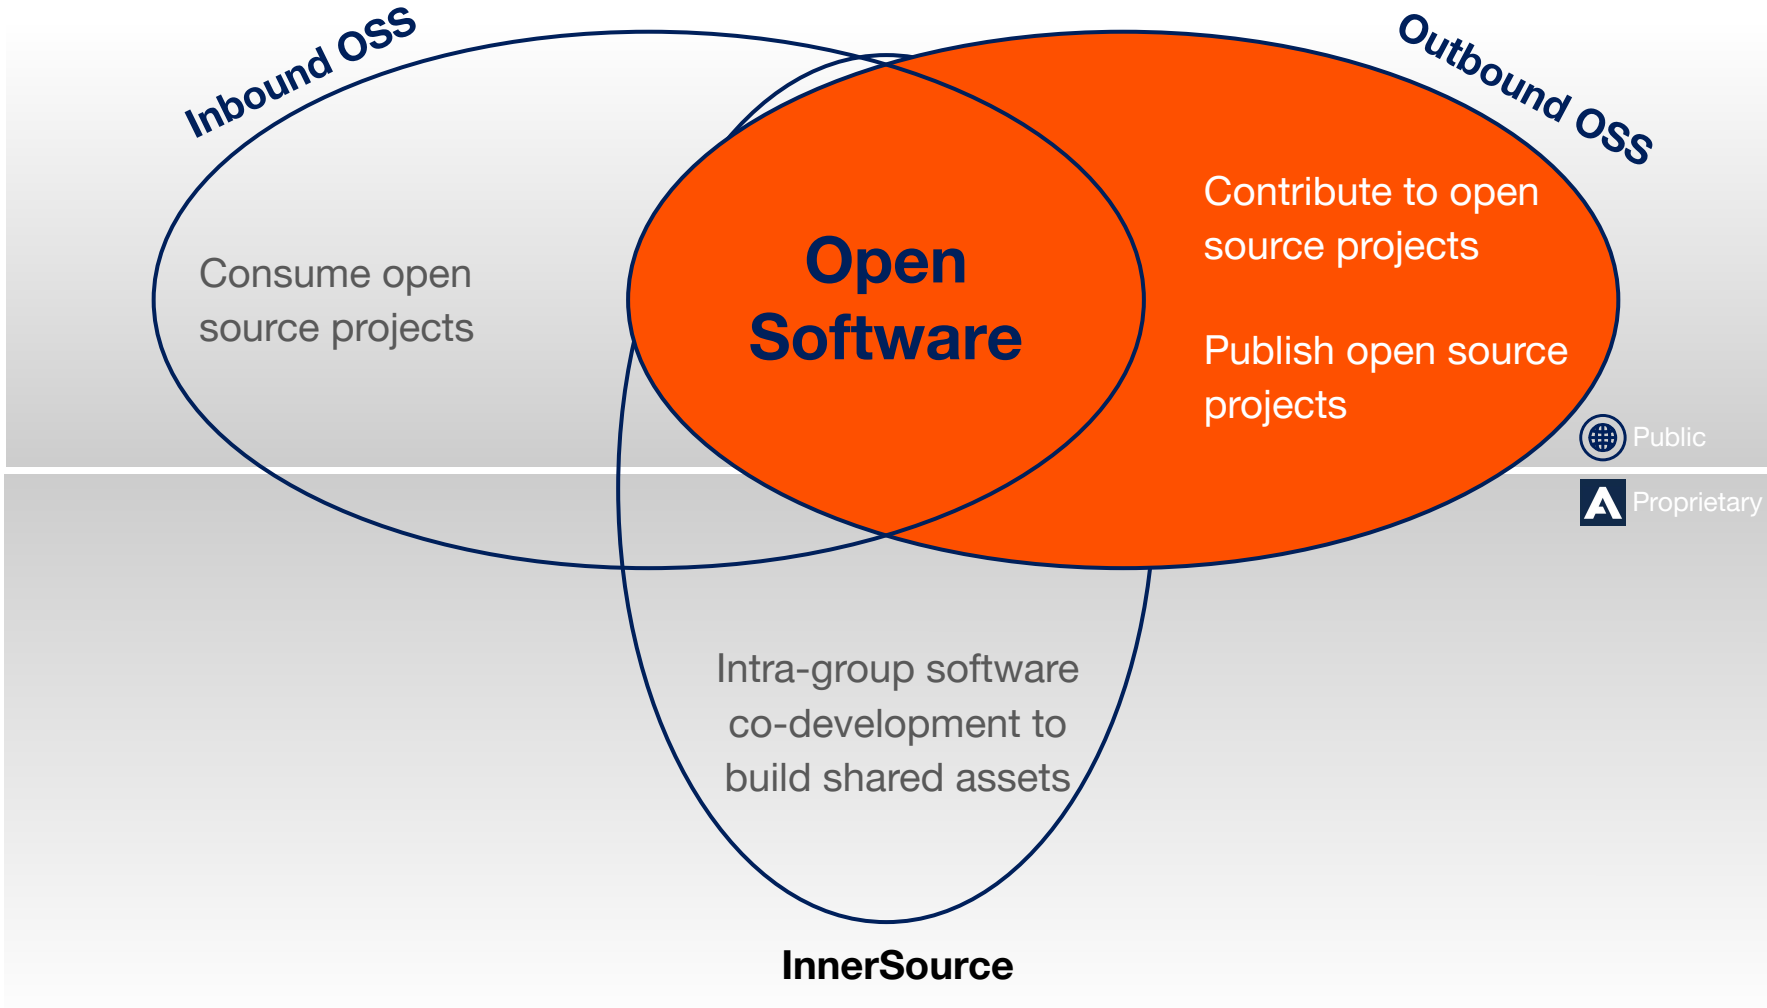 Inbound OSS
Outbound OSS
Consume open
source projects
Open
Software
Contribute to open
source projects
Publish open source
projects
Public
Proprietary
Intra-group software
co-development to
build shared assets
InnerSource